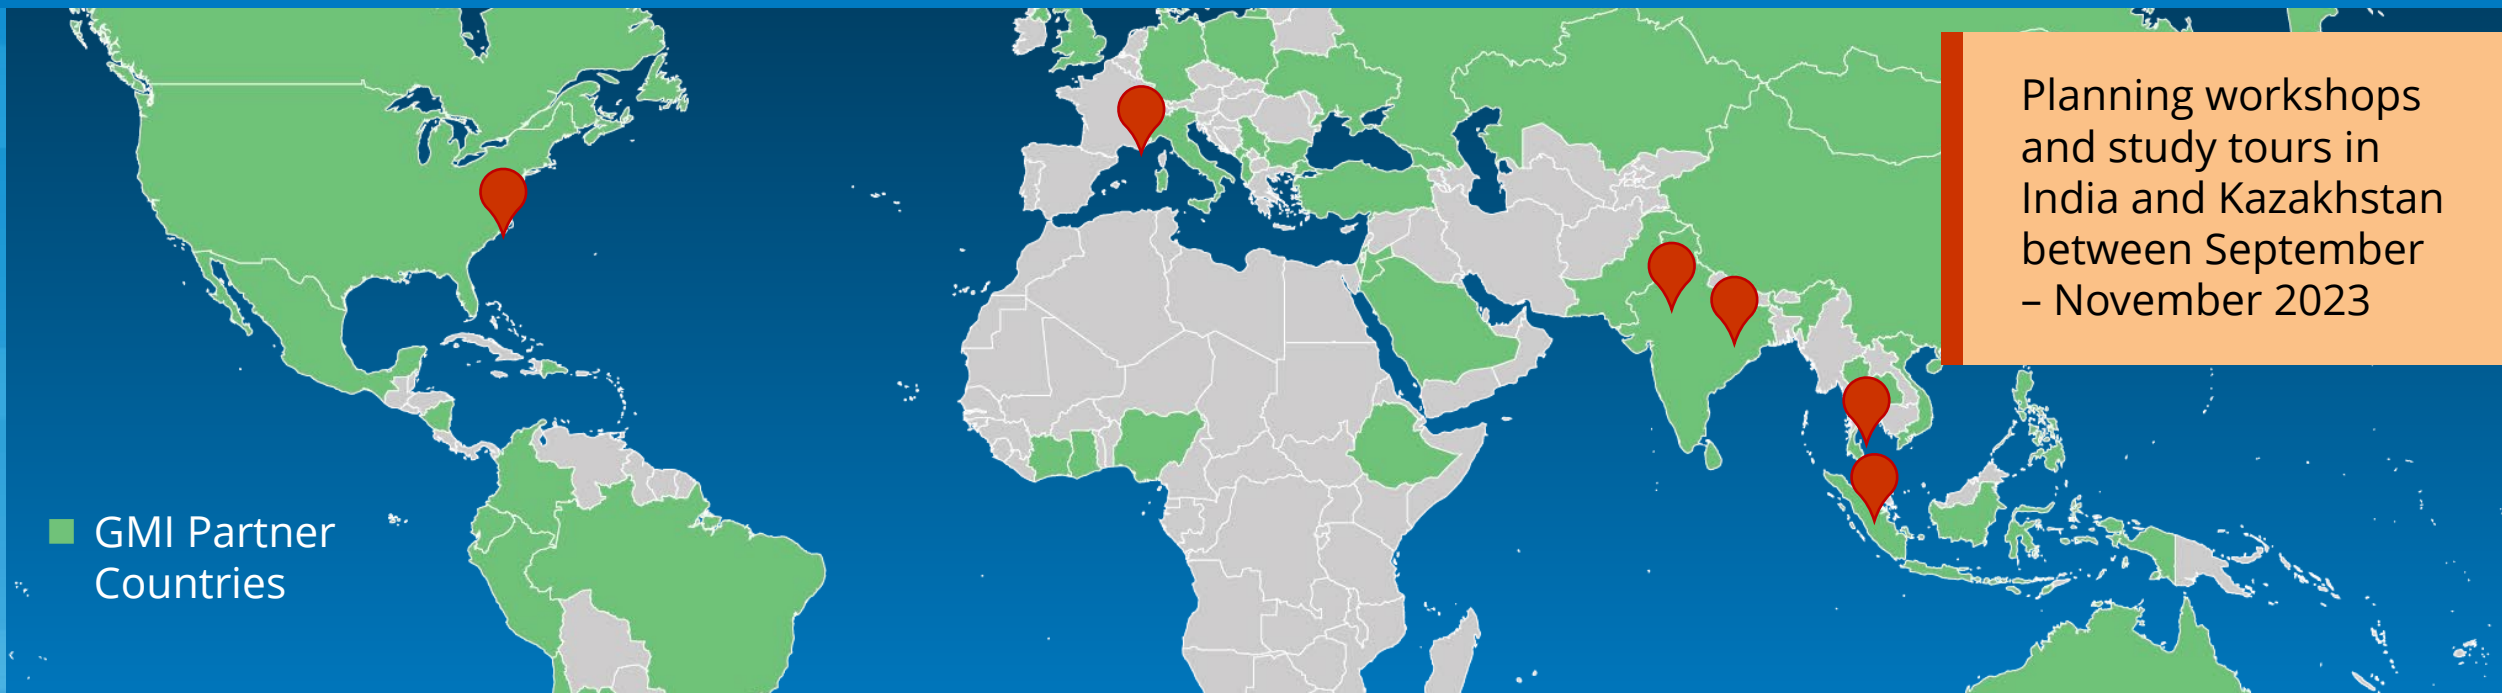 Planning workshops
and study tours in
India and Kazakhstan
between September
– November 2023
GMI Partner
Countries